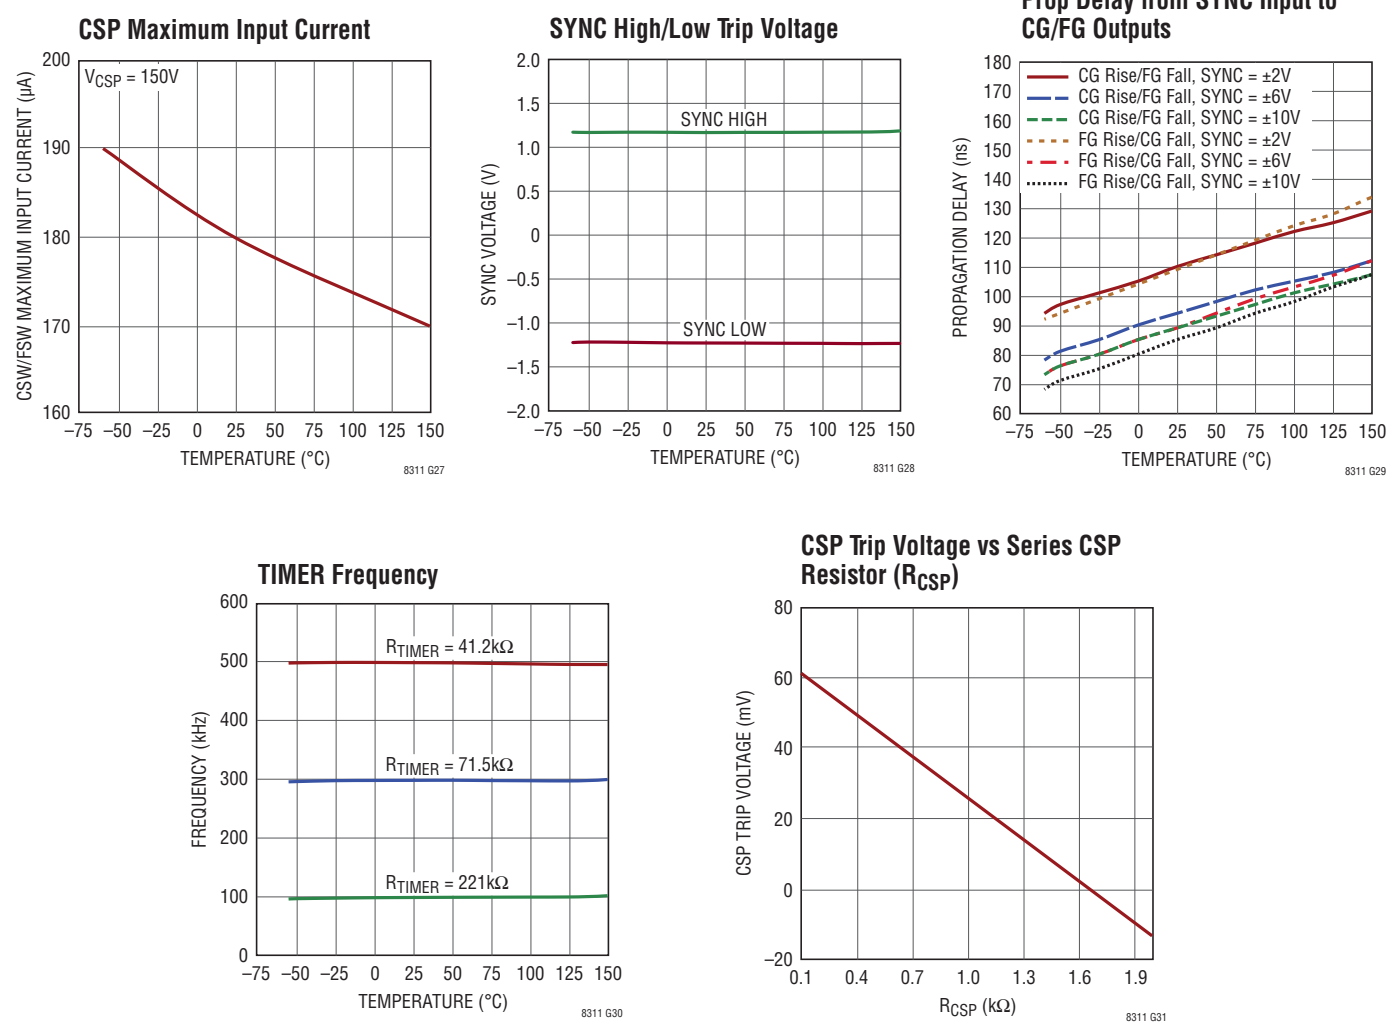 CSP Maximum Input Current
200
190
180
170
160
CSW/FSW MAXIMUM INPUT CURRENT (µA)
VCSP = 150V
–75 –50 –25 0 25 50 75 100 125 150
TEMPERATURE (°C)
8311 G27
SYNC High/Low Trip Voltage
2.0
1.5
1.0
0.5
0
–0.5
–1.0
–1.5
–2.0
SYNC VOLTAGE (V)
SYNC HIGH
SYNC LOW
–75 –50 –25 0 25 50 75 100 125 150
TEMPERATURE (°C)
8311 G28
Prop Delay from SYNC Input to
CG/FG Outputs
180
170
160
150
140
130
120
110
100
90
80
70
60
PROPAGATION DELAY (ns)
CG Rise/FG Fall, SYNC = ±2V
CG Rise/FG Fall, SYNC = ±6V
CG Rise/FG Fall, SYNC = ±10V
FG Rise/CG Fall, SYNC = ±2V
FG Rise/CG Fall, SYNC = ±6V
FG Rise/CG Fall, SYNC = ±10V
–75 –50 –25 0 25 50 75 100 125 150
TEMPERATURE (°C)
8311 G29
TIMER Frequency
600
500
400
300
200
100
0
FREQUENCY (kHz)
RTIMER = 41.2kΩ
RTIMER = 71.5kΩ
RTIMER = 221kΩ
–75 –50 –25 0 25 50 75 100 125 150
TEMPERATURE (°C)
8311 G30
CSP Trip Voltage vs Series CSP
Resistor (RCSP)
80
60
40
20
0
–20
CSP TRIP VOLTAGE (mV)
0.1 0.4 0.7 1.0 1.3 1.6 1.9
RCSP (kΩ)
8311 G31